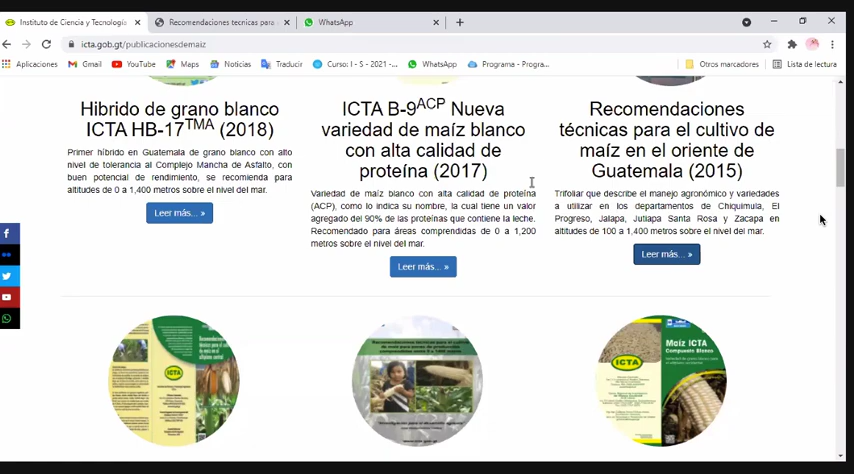 Instituto de Ciencia y Tecnología
Recomendaciones tecnicas para
WhatsApp
icta.gob.gt/publicacionesdemaiz
Aplicaciones
Gmail
YouTube
Maps
Noticias
Traducir
Curso: I - S - 2021 -...
WhatsApp
Programa - Progra...
Otros marcadores
Lista de lectura
Hibrido de grano blanco
ICTA HB-17TMA (2018)
Primer híbrido en Guatemala de grano blanco con alto
nivel de tolerancia al Complejo Mancha de Asfalto, con
buen potencial de rendimiento, se recomienda para
altitudes de 0 a 1,400 metros sobre el nivel del mar.
Leer más... »
ICTA B-9ACP Nueva
variedad de maíz blanco
con alta calidad de
proteína (2017)
Variedad de maíz blanco con alta calidad de proteína
(ACP), como lo indica su nombre, la cual tiene un valor
agregado del 90% de las proteínas que contiene la leche.
Recomendado para áreas comprendidas de 0 a 1,200
metros sobre el nivel del mar.
Leer más... »
Recomendaciones
técnicas para el cultivo de
maíz en el oriente de
Guatemala (2015)
Trifoliar que describe el manejo agronómico y variedades
a utilizar en los departamentos de Chiquimula, El
Progreso, Jalapa, Jutiapa Santa Rosa y Zacapa en
altitudes de 100 a 1,400 metros sobre el nivel del mar.
Leer más... »
ICTA
ICTA
Maíz ICTA
Compuesto Blanco